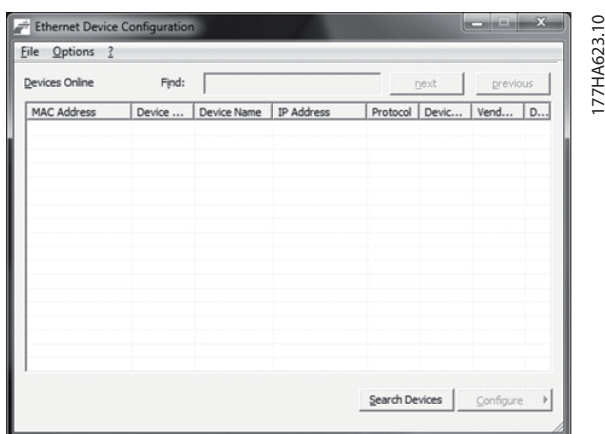 Ethernet Device Configuration
File Options ?
Devices Online Find: next previous
MAC Address Device ... Device Name IP Address Protocol Devic... Vend... D...
Search Devices Configure
177HA623.10